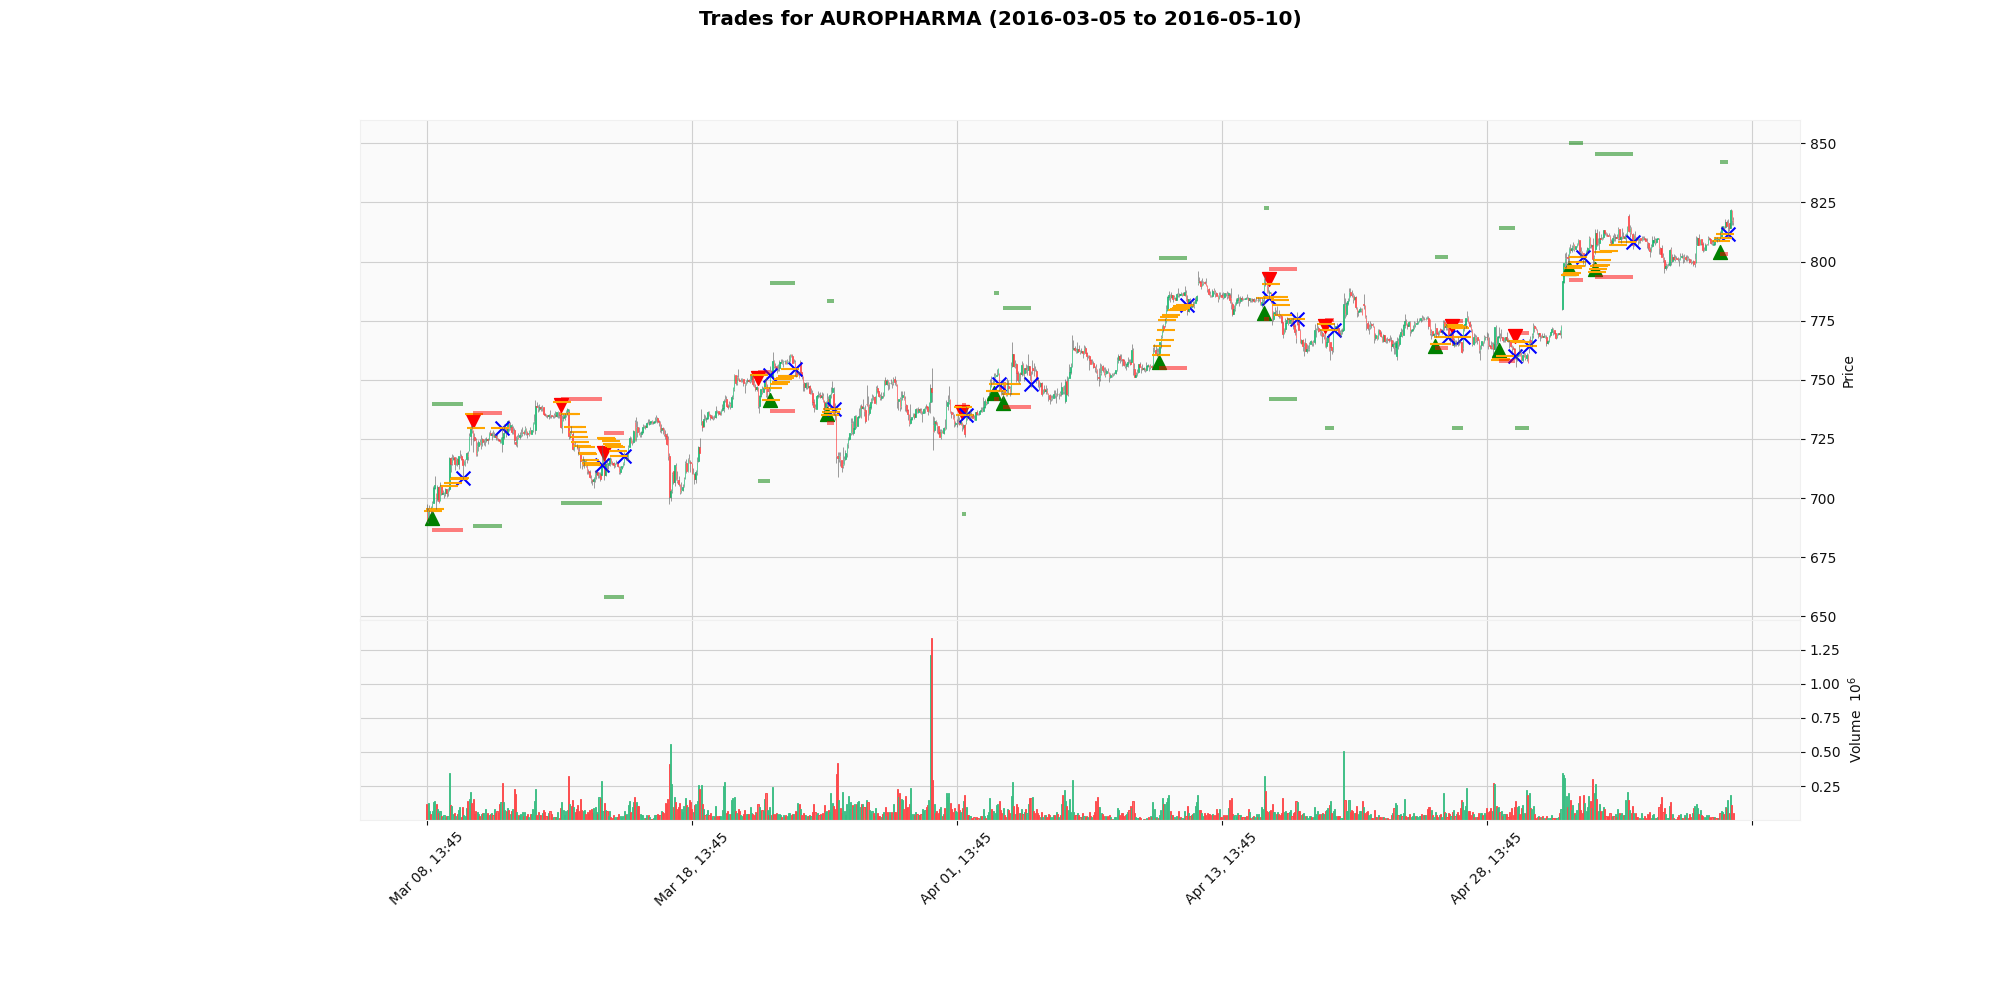 Trades for AUROPHARMA (2016-03-05 to 2016-05-10)
850
825
800
775
750
725
700
675
650
Price
1.25
1.00
0.75
0.50
0.25
Volume 10⁶
Mar 08, 13:45
Mar 18, 13:45
Apr 01, 13:45
Apr 13, 13:45
Apr 28, 13:45